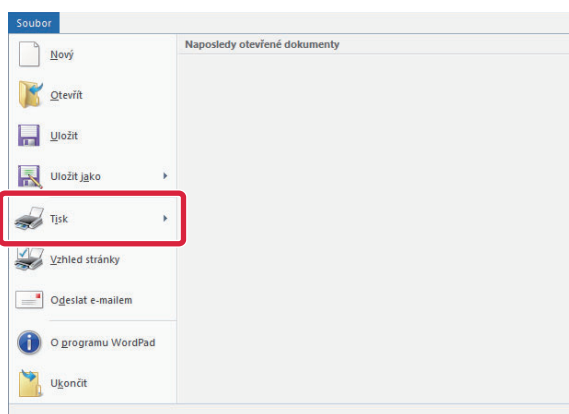 Soubor
Naposledy otevřené dokumenty
Nový
Otevřít
Uložit
Uložit jako
Tisk
Vzhled stránky
Odeslat e-mailem
O programu WordPad
Ukončit